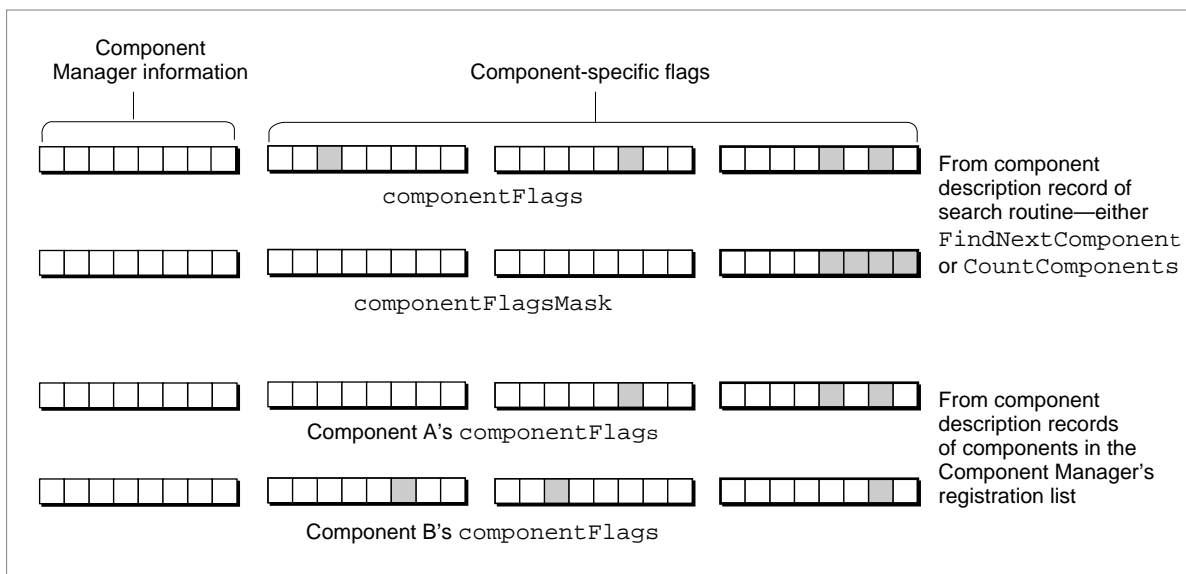 Component
Manager information
Component-specific flags
componentFlags
From component
description record of
search routine—either
FindNextComponent
or CountComponents
componentFlagsMask
Component A's componentFlags
From component
description records
of components in the
Component Manager's
registration list
Component B's componentFlags